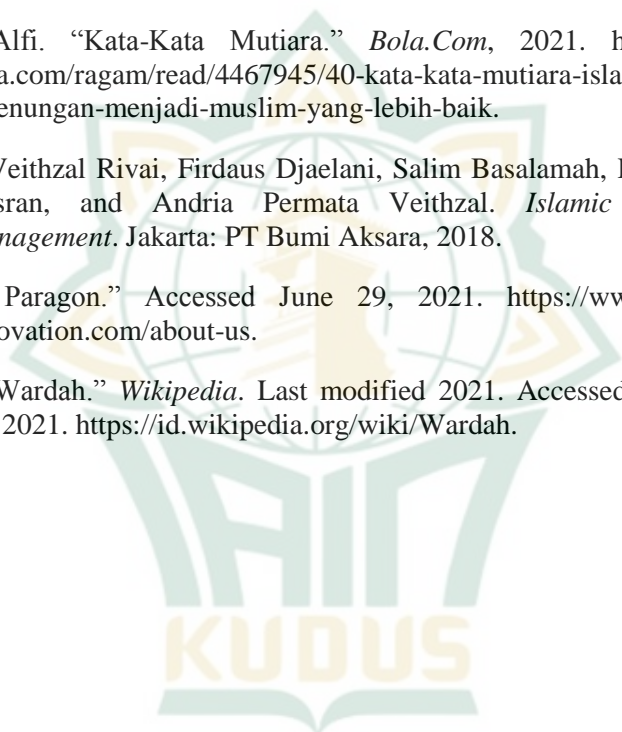 Alfi. “Kata-Kata Mutiara.” Bola.Com, 2021. h
a.com/ragam/read/4467945/40-kata-kata-mutiara-isla
enungan-menjadi-muslim-yang-lebih-baik.
Veithzal Rivai, Firdaus Djaelani, Salim Basalamah,
sran, and Andria Permata Veithzal. Islamic
nagement. Jakarta: PT Bumi Aksara, 2018.
Paragon.” Accessed June 29, 2021. https://ww
ovation.com/about-us.
Wardah.” Wikipedia. Last modified 2021. Accessed
2021. https://id.wikipedia.org/wiki/Wardah.
IAIN
KUDUS